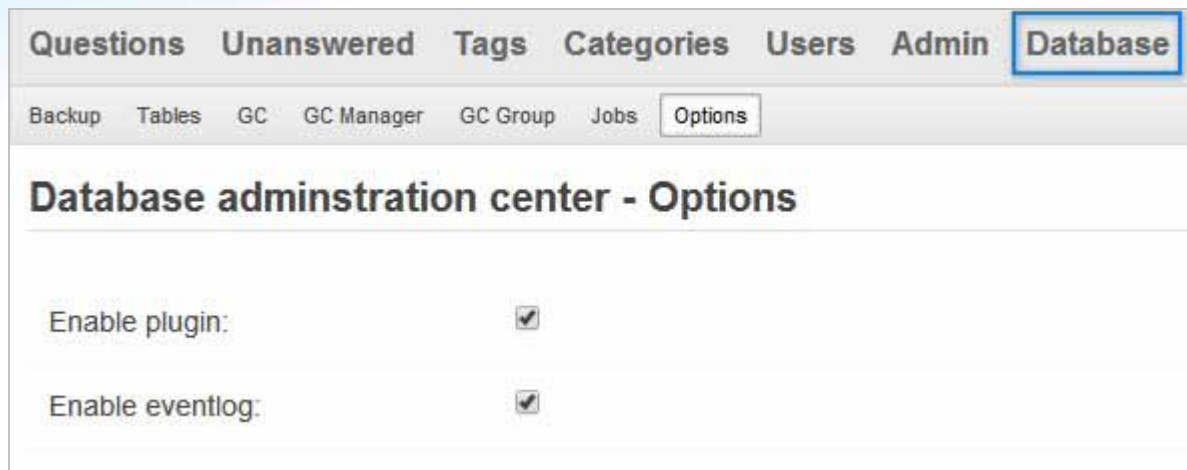 Questions Unanswered Tags Categories Users Admin Database
Backup Tables GC GC Manager GC Group Jobs Options
Database adminstration center - Options
Enable plugin:
Enable eventlog: